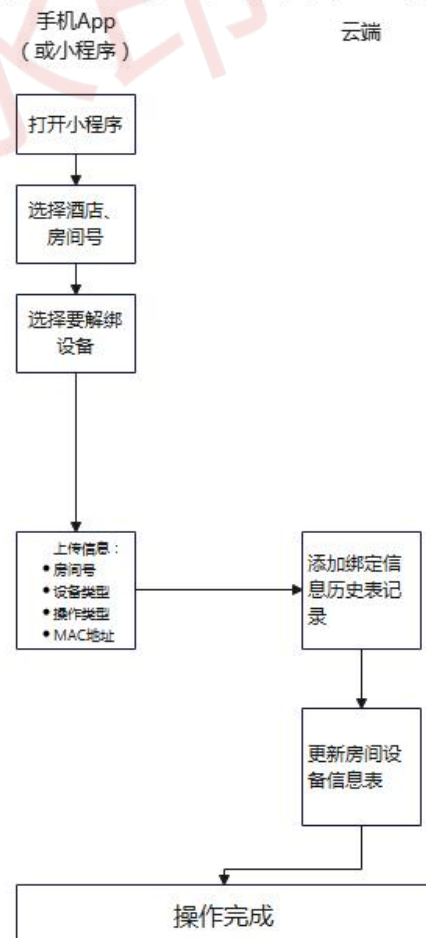 手机App
（或小程序）
云端
打开小程序
选择酒店、
房间号
选择要解绑
设备
上传信息：
•房间号
•设备类型
•操作类型
•MAC地址
添加绑定信
息历史表记
录
更新房间设
备信息表
操作完成